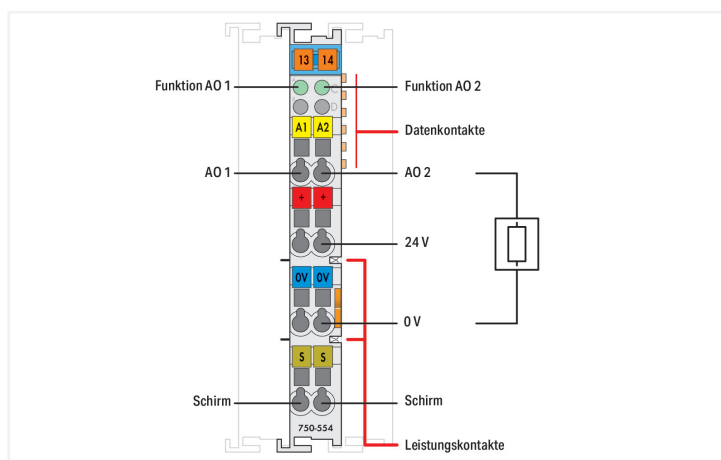 13 14
Funktion AO 1
Funktion AO 2
C
D
Datenkontakte
A1 A2
AO 1
AO 2
+ +
24 V
0V 0V
0 V
S S
Schirm
Schirm
750-554
Leistungskontakte